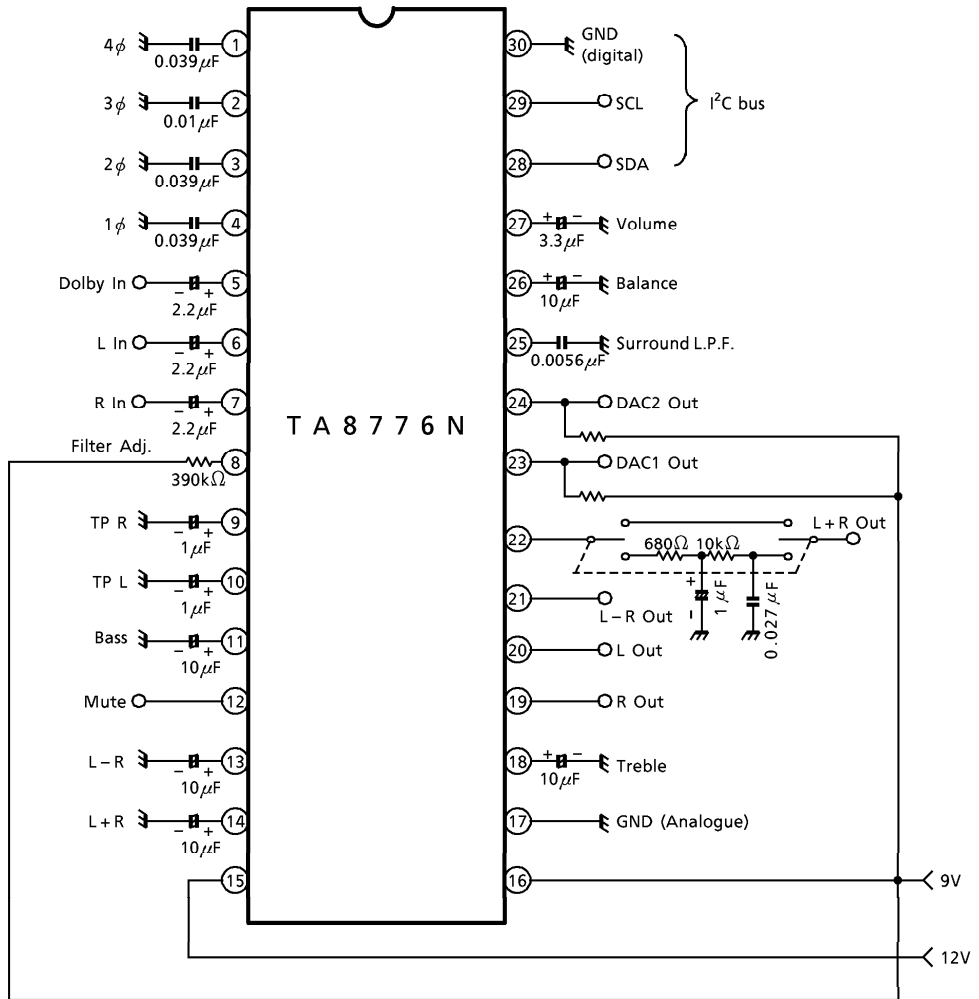 4ϕ
0.039μF
1
3ϕ
0.01μF
2
2ϕ
0.039μF
3
1ϕ
0.039μF
4
Dolby In
− +
2.2μF
5
L In
− +
2.2μF
6
R In
− +
2.2μF
7
Filter Adj.
390kΩ
8
TP R
− +
1μF
9
TP L
− +
1μF
10
Bass
− +
10μF
11
Mute
12
L−R
− +
10μF
13
L+R
− +
10μF
14
15
TA8776N
30
GND
(digital)
29
SCL
I²C bus
28
SDA
27
+ −
3.3μF
Volume
26
+ −
10μF
Balance
25
0.0056μF
Surround L.P.F.
24
DAC2 Out
23
DAC1 Out
22
680Ω 10kΩ
L+R Out
+
−
1μF
0.027μF
21
L−R Out
20
L Out
19
R Out
18
+ −
10μF
Treble
17
GND (Analogue)
16
9V
12V